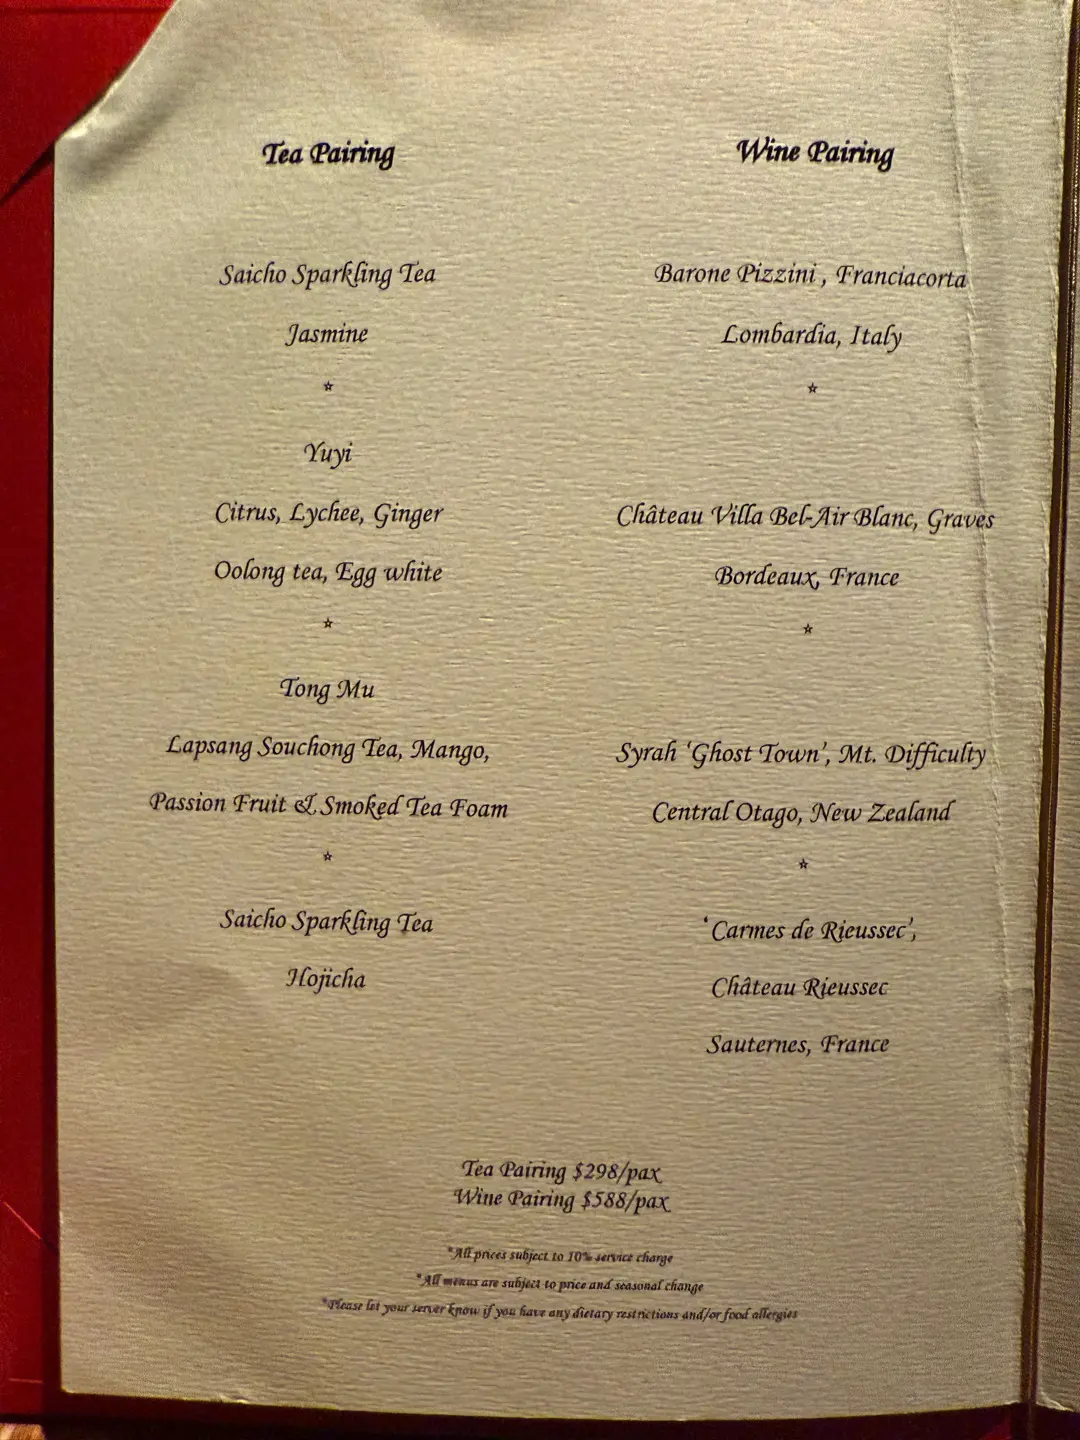 Tea Pairing
Saicho Sparkling Tea
Jasmine
Yuyi
Citrus, Lychee, Ginger
Oolong tea, Egg white
Tong Mu
Lapsang Souchong Tea, Mango,
Passion Fruit & Smoked Tea Foam
Saicho Sparkling Tea
Hojicha
Wine Pairing
Barone Pizzini , Franciacorta
Lombardia, Italy
Château Villa Bel-Air Blanc, Graves
Bordeaux, France
Syrah ‘Ghost Town’, Mt. Difficulty
Central Otago, New Zealand
‘Carmes de Rieussec’,
Château Rieussec
Sauternes, France
Tea Pairing $298/pax
Wine Pairing $588/pax
*All prices subject to 10% service charge
*All menus are subject to price and seasonal change
*Please let your server know if you have any dietary restrictions and/or food allergies